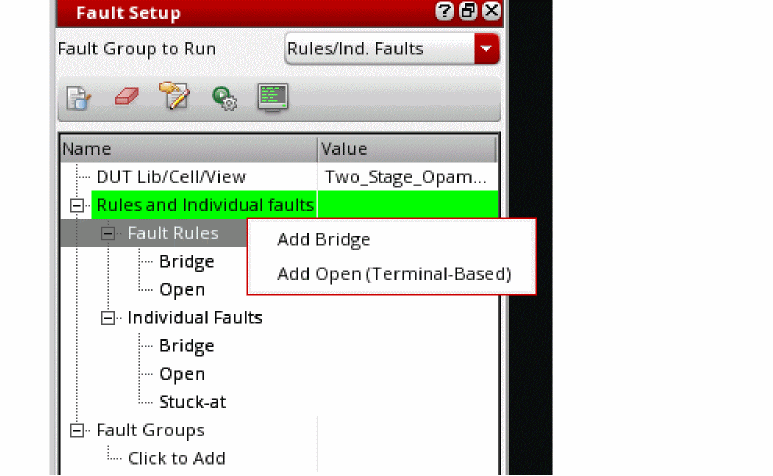 Fault Setup
Fault Group to Run Rules/Ind. Faults
Name Value
DUT Lib/Cell/View Two_Stage_Opam...
Rules and Individual faults
Fault Rules
Add Bridge
Bridge
Add Open (Terminal-Based)
Open
Individual Faults
Bridge
Open
Stuck-at
Fault Groups
Click to Add